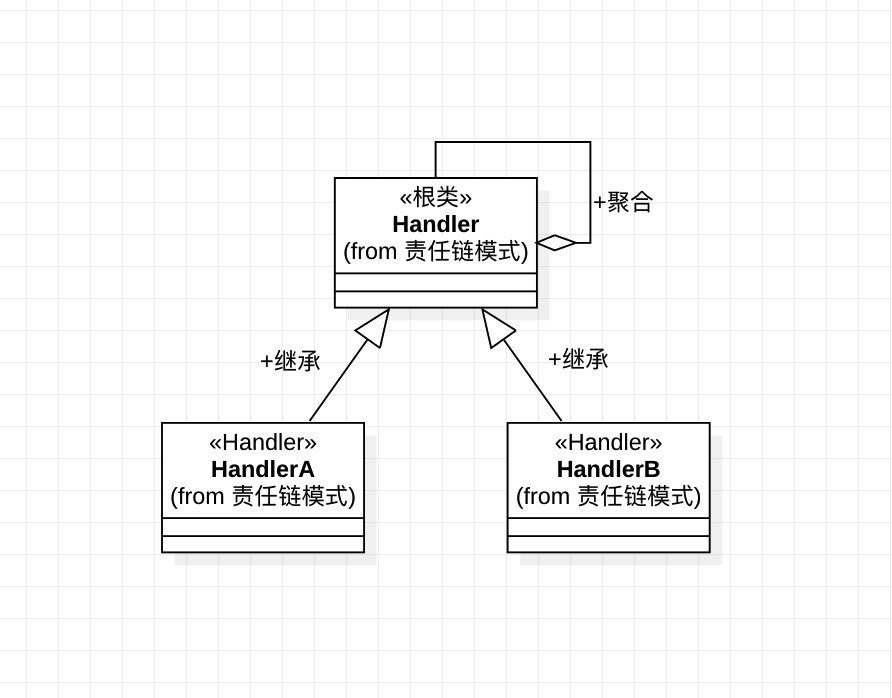 «根类»
Handler
(from 责任链模式)
+聚合
+继承
+继承
«Handler»
HandlerA
(from 责任链模式)
«Handler»
HandlerB
(from 责任链模式)